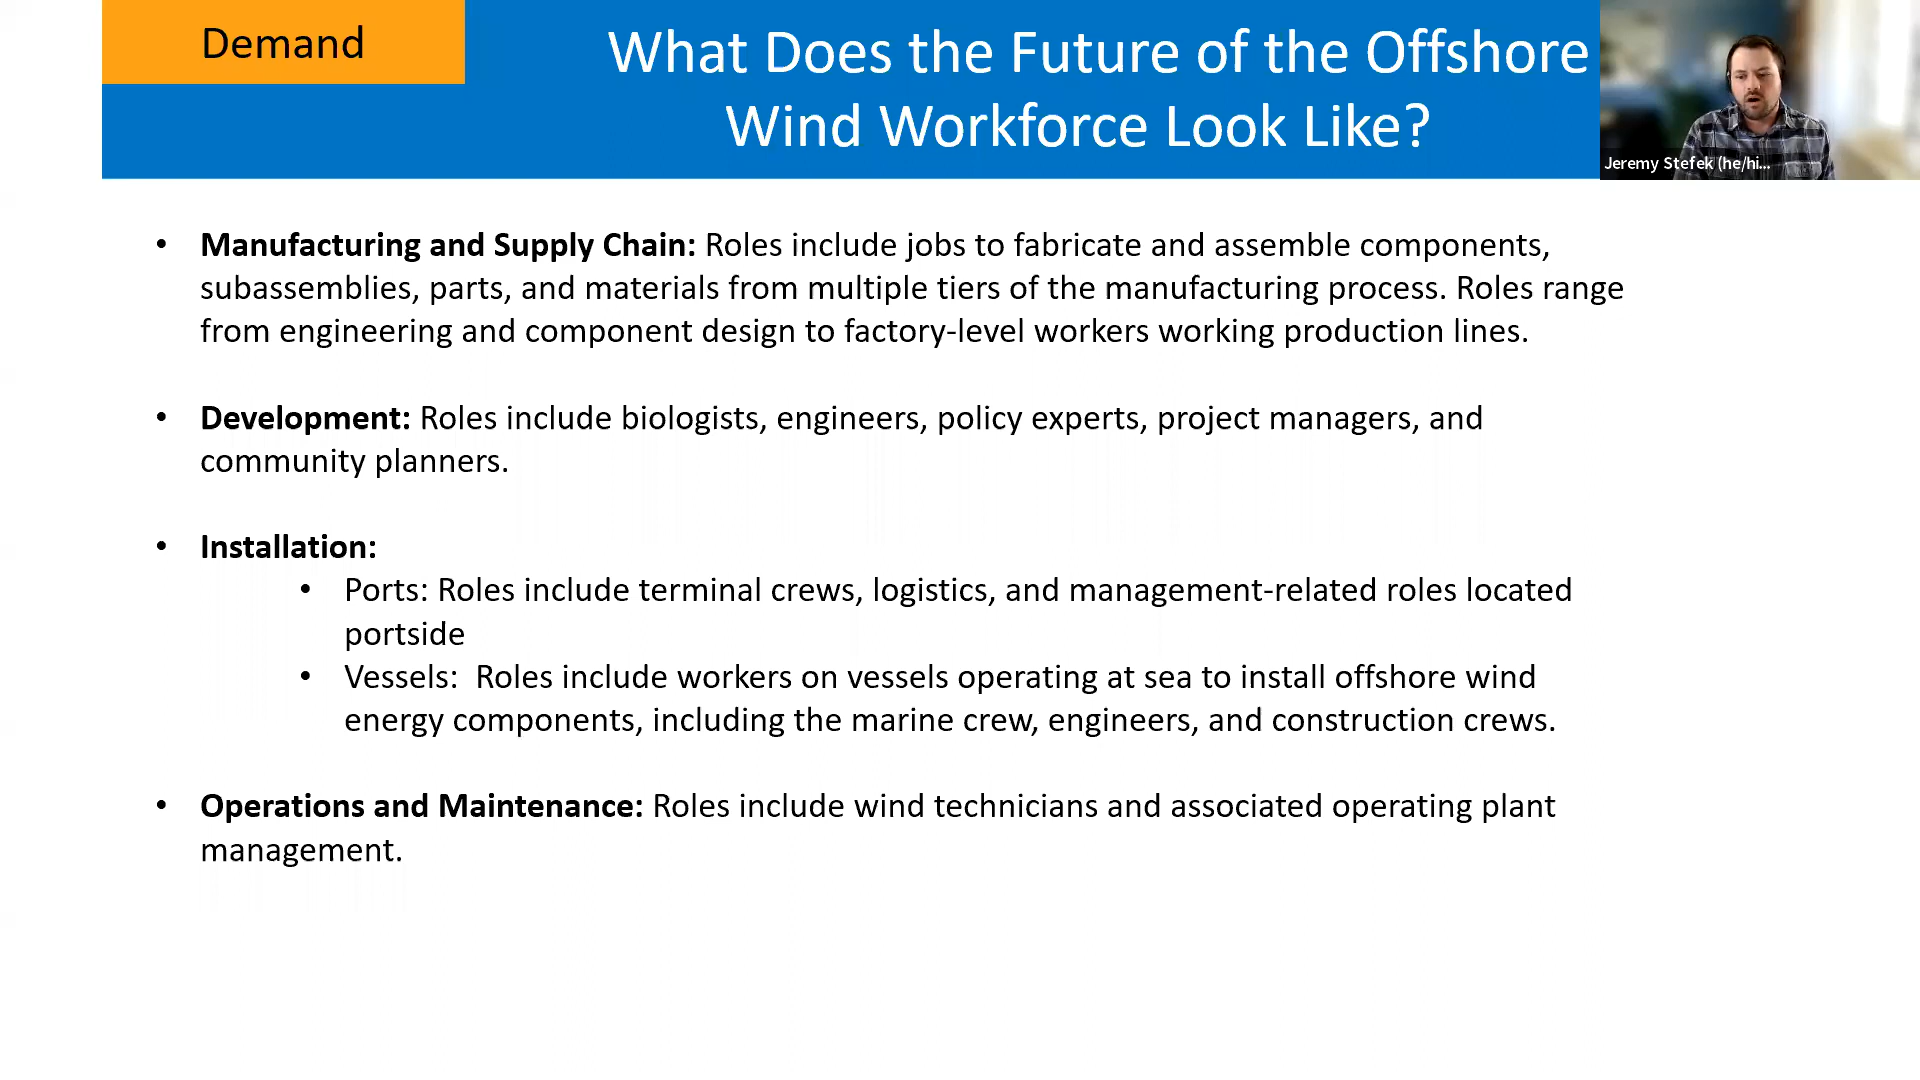 Demand
What Does the Future of the Offshore
Wind Workforce Look Like?
Jeremy Stefek (he/hi...
• Manufacturing and Supply Chain: Roles include jobs to fabricate and assemble components,
subassemblies, parts, and materials from multiple tiers of the manufacturing process. Roles range
from engineering and component design to factory-level workers working production lines.
• Development: Roles include biologists, engineers, policy experts, project managers, and
community planners.
• Installation:
• Ports: Roles include terminal crews, logistics, and management-related roles located
portside
• Vessels:  Roles include workers on vessels operating at sea to install offshore wind
energy components, including the marine crew, engineers, and construction crews.
• Operations and Maintenance: Roles include wind technicians and associated operating plant
management.